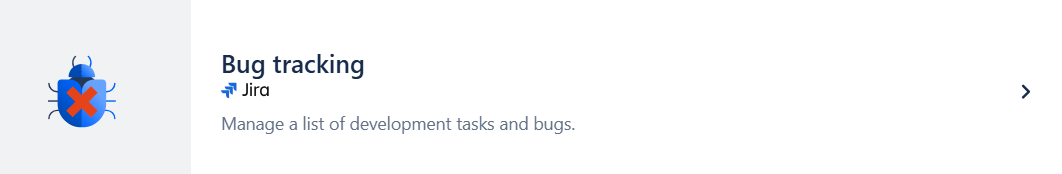 Bug tracking
Jira
Manage a list of development tasks and bugs.